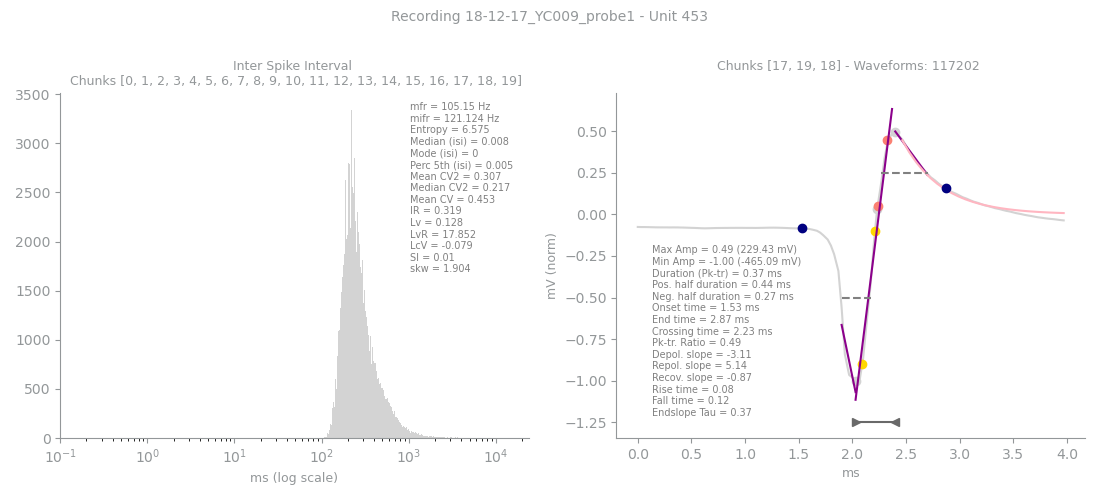 Recording 18-12-17_YC009_probe1 - Unit 453
Inter Spike Interval
Chunks [0, 1, 2, 3, 4, 5, 6, 7, 8, 9, 10, 11, 12, 13, 14, 15, 16, 17, 18, 19]
3500
3000
2500
2000
1500
1000
500
0
mfr = 105.15 Hz
mifr = 121.124 Hz
Entropy = 6.575
Median (isi) = 0.008
Mode (isi) = 0
Perc 5th (isi) = 0.005
Mean CV2 = 0.307
Median CV2 = 0.217
Mean CV = 0.453
IR = 0.319
Lv = 0.128
LvR = 17.852
LcV = -0.079
SI = 0.01
skw = 1.904
10⁻¹ 10⁰ 10¹ 10² 10³ 10⁴
ms (log scale)
Chunks [17, 19, 18] - Waveforms: 117202
mV (norm)
0.50
0.25
0.00
−0.25
−0.50
−0.75
−1.00
−1.25
Max Amp = 0.49 (229.43 mV)
Min Amp = -1.00 (-465.09 mV)
Duration (Pk-tr) = 0.37 ms
Pos. half duration = 0.44 ms
Neg. half duration = 0.27 ms
Onset time = 1.53 ms
End time = 2.87 ms
Crossing time = 2.23 ms
Pk-tr. Ratio = 0.49
Depol. slope = -3.11
Repol. slope = 5.14
Recov. slope = -0.87
Rise time = 0.08
Fall time = 0.12
Endslope Tau = 0.37
0.0 0.5 1.0 1.5 2.0 2.5 3.0 3.5 4.0
ms